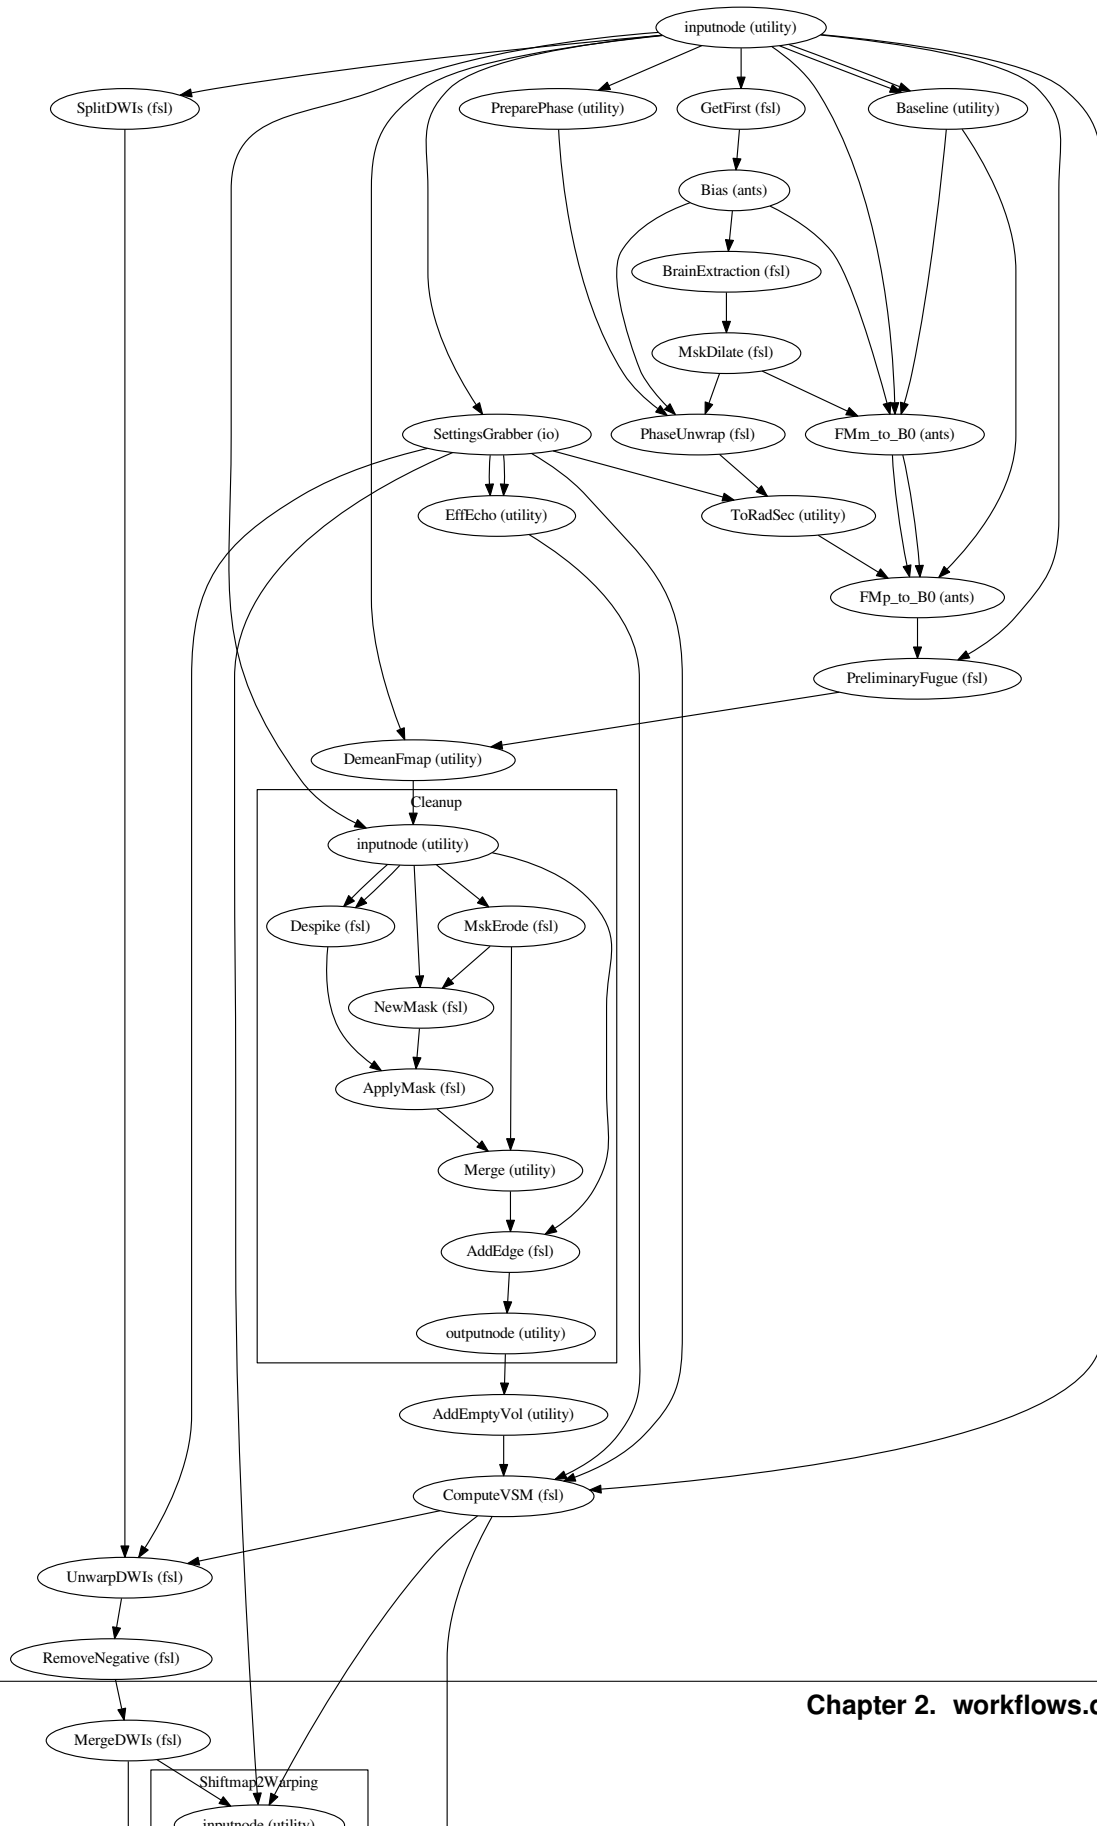 inputnode (utility)
SplitDWIs (fsl)
PreparePhase (utility)
GetFirst (fsl)
Baseline (utility)
Bias (ants)
BrainExtraction (fsl)
MskDilate (fsl)
SettingsGrabber (io)
PhaseUnwrap (fsl)
FMm_to_B0 (ants)
EffEcho (utility)
ToRadSec (utility)
FMp_to_B0 (ants)
PreliminaryFugue (fsl)
DemeanFmap (utility)
Cleanup
inputnode (utility)
Despike (fsl)
MskErode (fsl)
NewMask (fsl)
ApplyMask (fsl)
Merge (utility)
AddEdge (fsl)
outputnode (utility)
AddEmptyVol (utility)
ComputeVSM (fsl)
UnwarpDWIs (fsl)
RemoveNegative (fsl)
Chapter 2. workflows.
MergeDWIs (fsl)
Shiftmap2Warping
inputnode (utility)